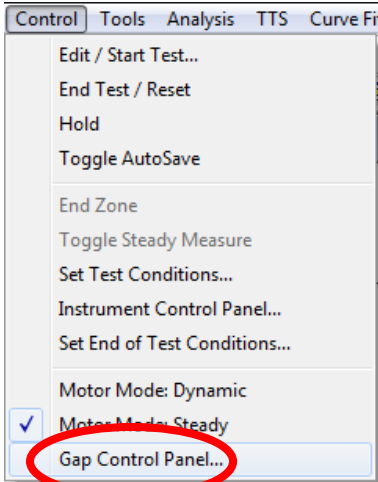 Control Tools Analysis TTS Curve Fi
Edit / Start Test...
End Test / Reset
Hold
Toggle AutoSave
End Zone
Toggle Steady Measure
Set Test Conditions...
Instrument Control Panel...
Set End of Test Conditions...
Motor Mode: Dynamic
Motor Mode: Steady
Gap Control Panel...